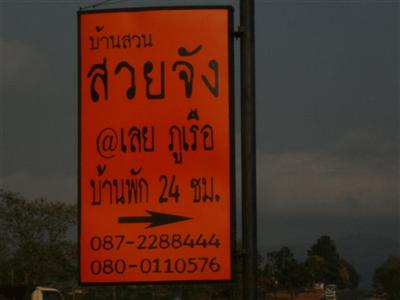 บ้านสวน
สวยจัง
@เลย ภูเรือ
บ้านพัก 24 ชม.
087-2288444
080-0110576